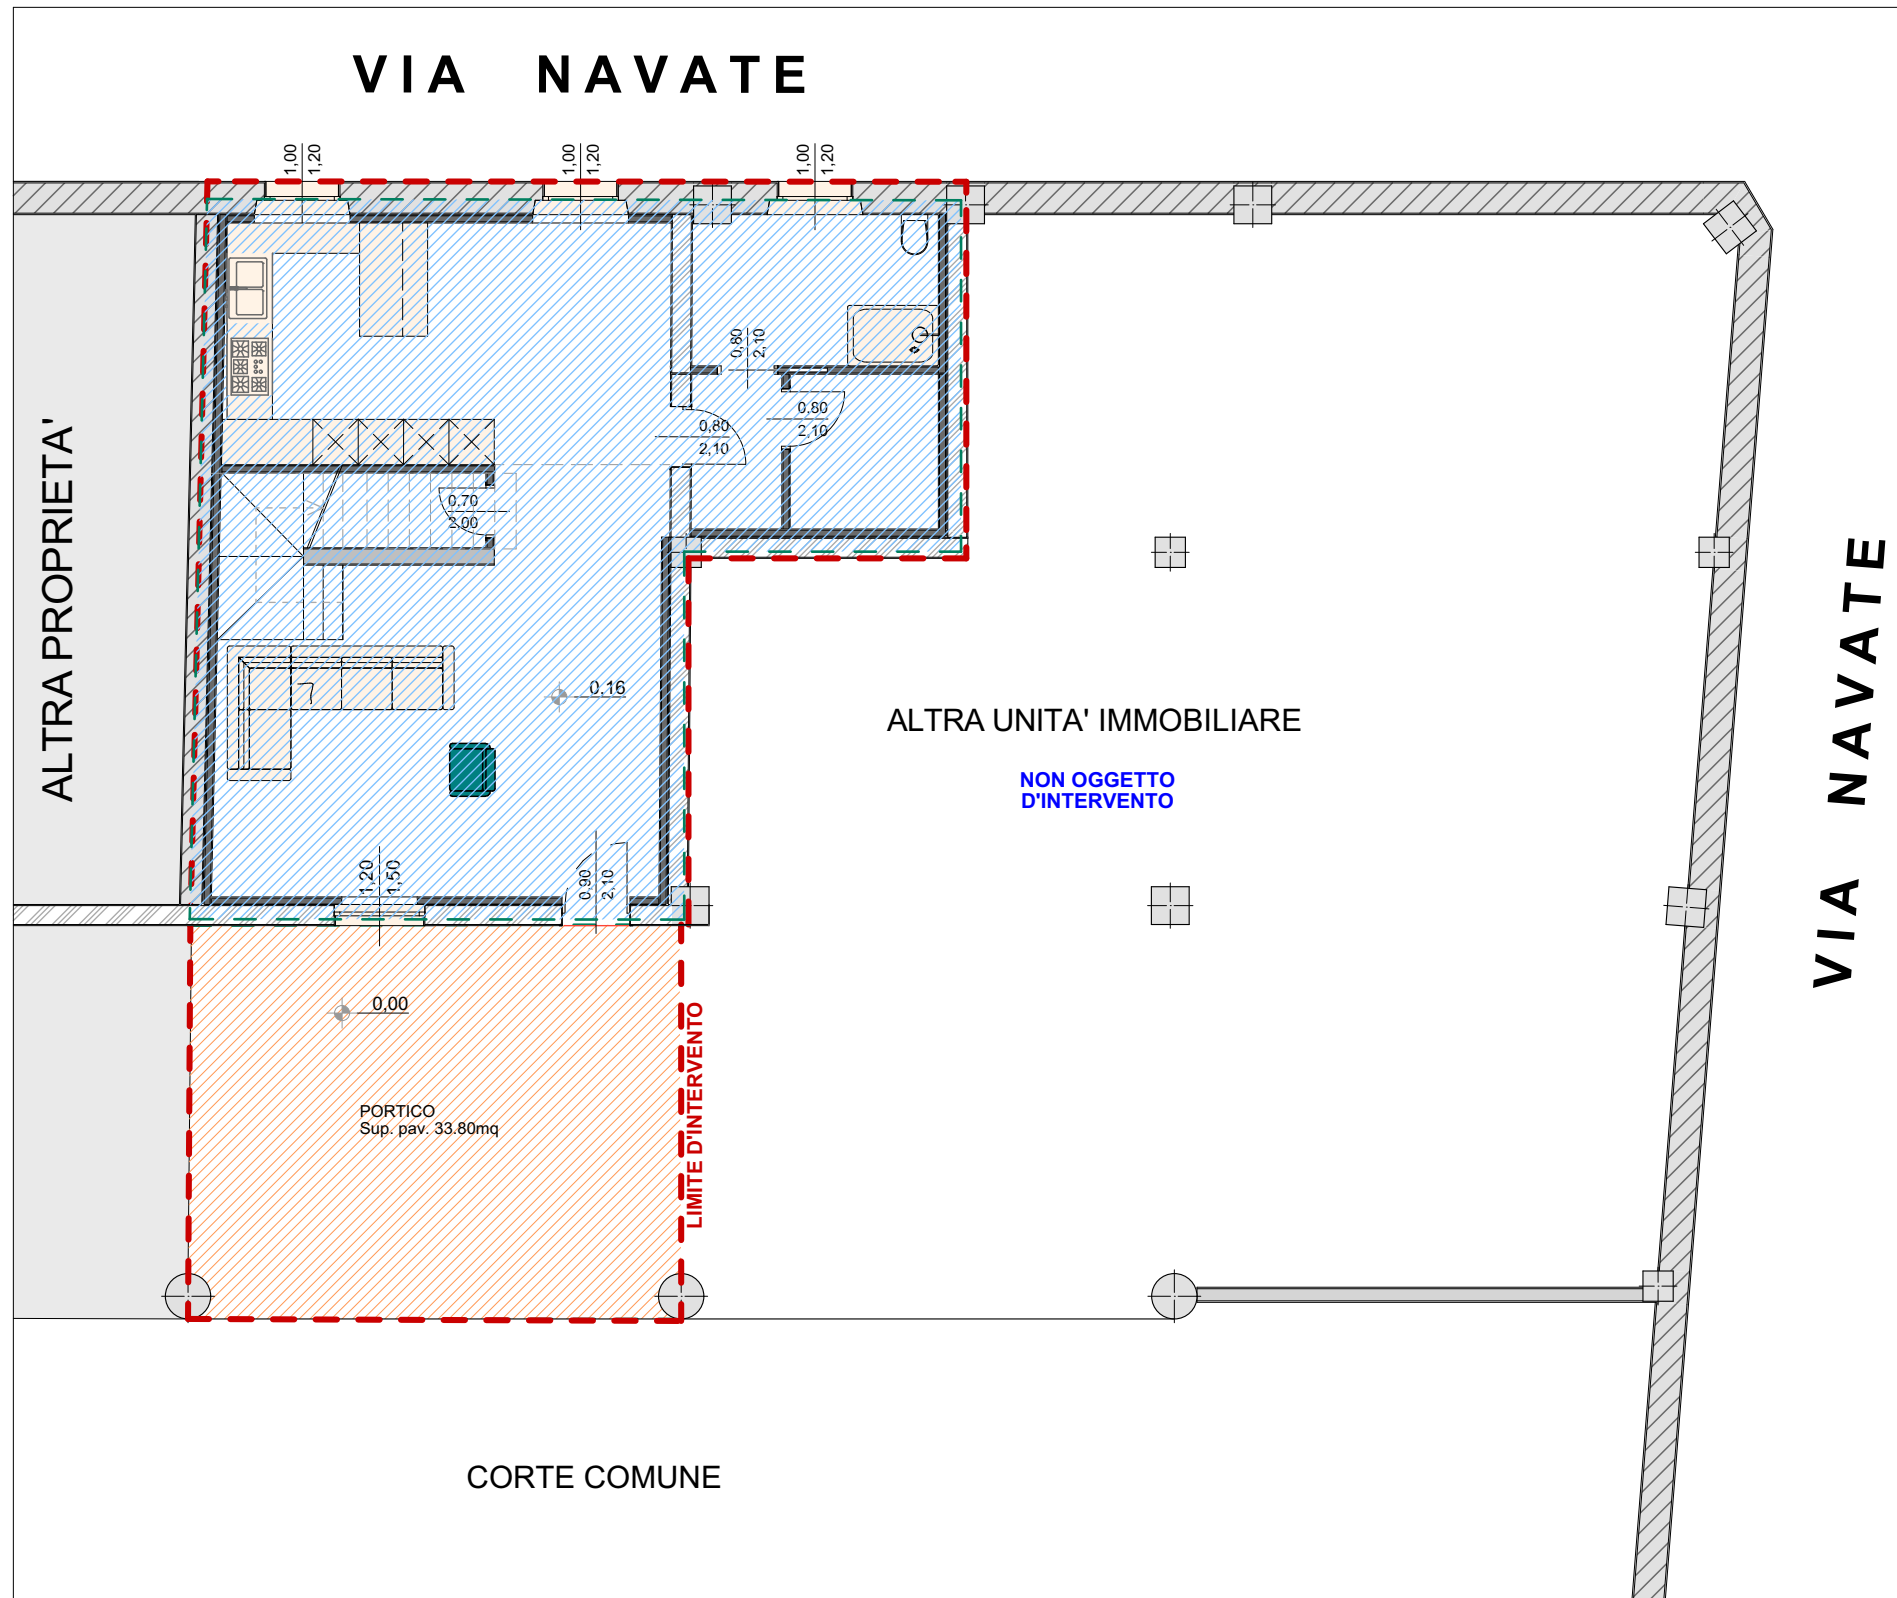 VIA NAVATE
1,00
1,20
1,00
1,20
1,00
1,20
0,80
2,10
0.80
2,10
0,80
2,10
0.70
2,00
ALTRA PROPRIETA'
0.16
ALTRA UNITA' IMMOBILIARE
NON OGGETTO
D'INTERVENTO
VIA NAVATE
1,20
1,50
0.90
2,10
0,00
LIMITE D'INTERVENTO
PORTICO
Sup. pav. 33.80mq
CORTE COMUNE